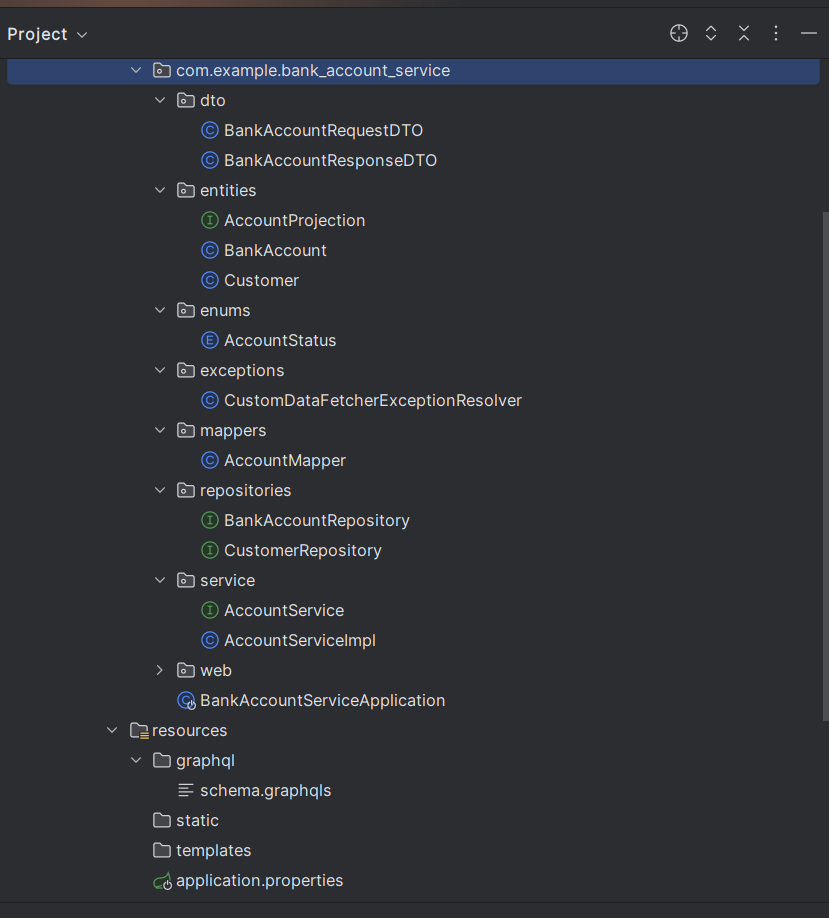 Project
com.example.bank_account_service
dto
BankAccountRequestDTO
BankAccountResponseDTO
entities
AccountProjection
BankAccount
Customer
enums
AccountStatus
exceptions
CustomDataFetcherExceptionResolver
mappers
AccountMapper
repositories
BankAccountRepository
CustomerRepository
service
AccountService
AccountServiceImpl
web
BankAccountServiceApplication
resources
graphql
schema.graphqls
static
templates
application.properties